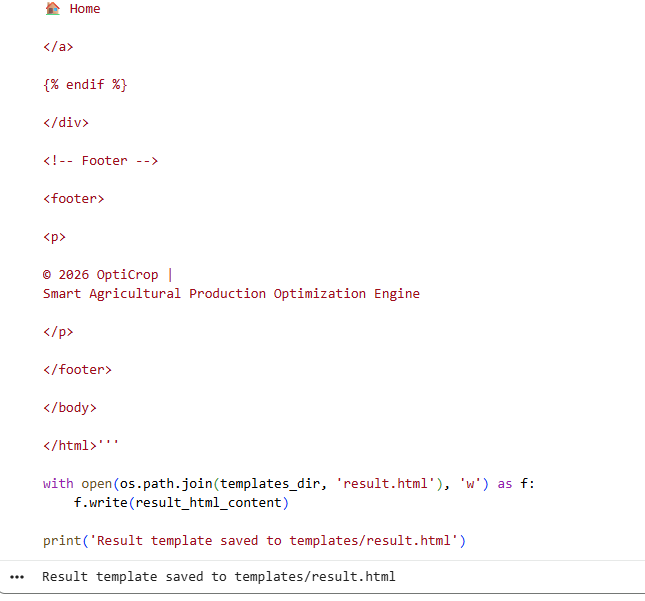 🏠 Home
</a>
{% endif %}
</div>
<!-- Footer -->
<footer>
<p>
© 2026 OptiCrop |
Smart Agricultural Production Optimization Engine
</p>
</footer>
</body>
</html>'''
with open(os.path.join(templates_dir, 'result.html'), 'w') as f:
    f.write(result_html_content)
print('Result template saved to templates/result.html')
••• Result template saved to templates/result.html